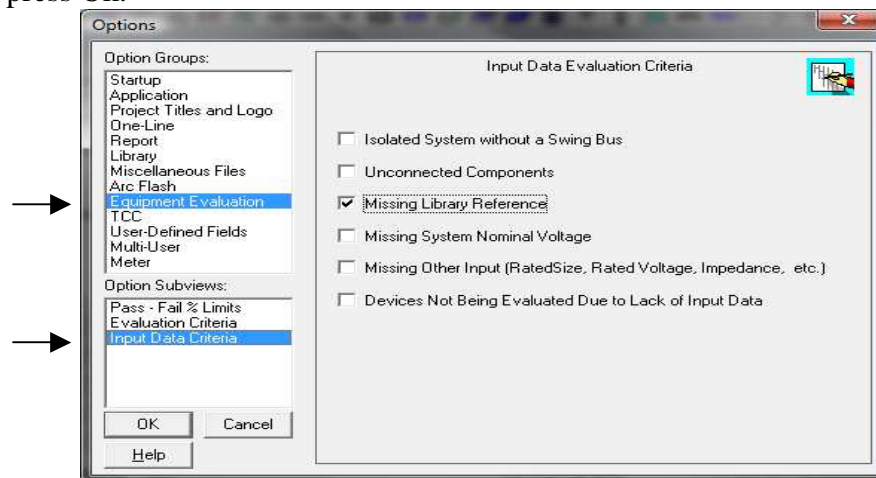 press Ok.
Options
Option Groups:
Startup
Application
Project Titles and Logo
One-Line
Report
Library
Miscellaneous Files
Arc Flash
Equipment Evaluation
TCC
User-Defined Fields
Multi-User
Meter
Option Subviews:
Pass - Fail % Limits
Evaluation Criteria
Input Data Criteria
OK Cancel
Help
Input Data Evaluation Criteria
Isolated System without a Swing Bus
Unconnected Components
Missing Library Reference
Missing System Nominal Voltage
Missing Other Input (RatedSize, Rated Voltage, Impedance, etc.)
Devices Not Being Evaluated Due to Lack of Input Data